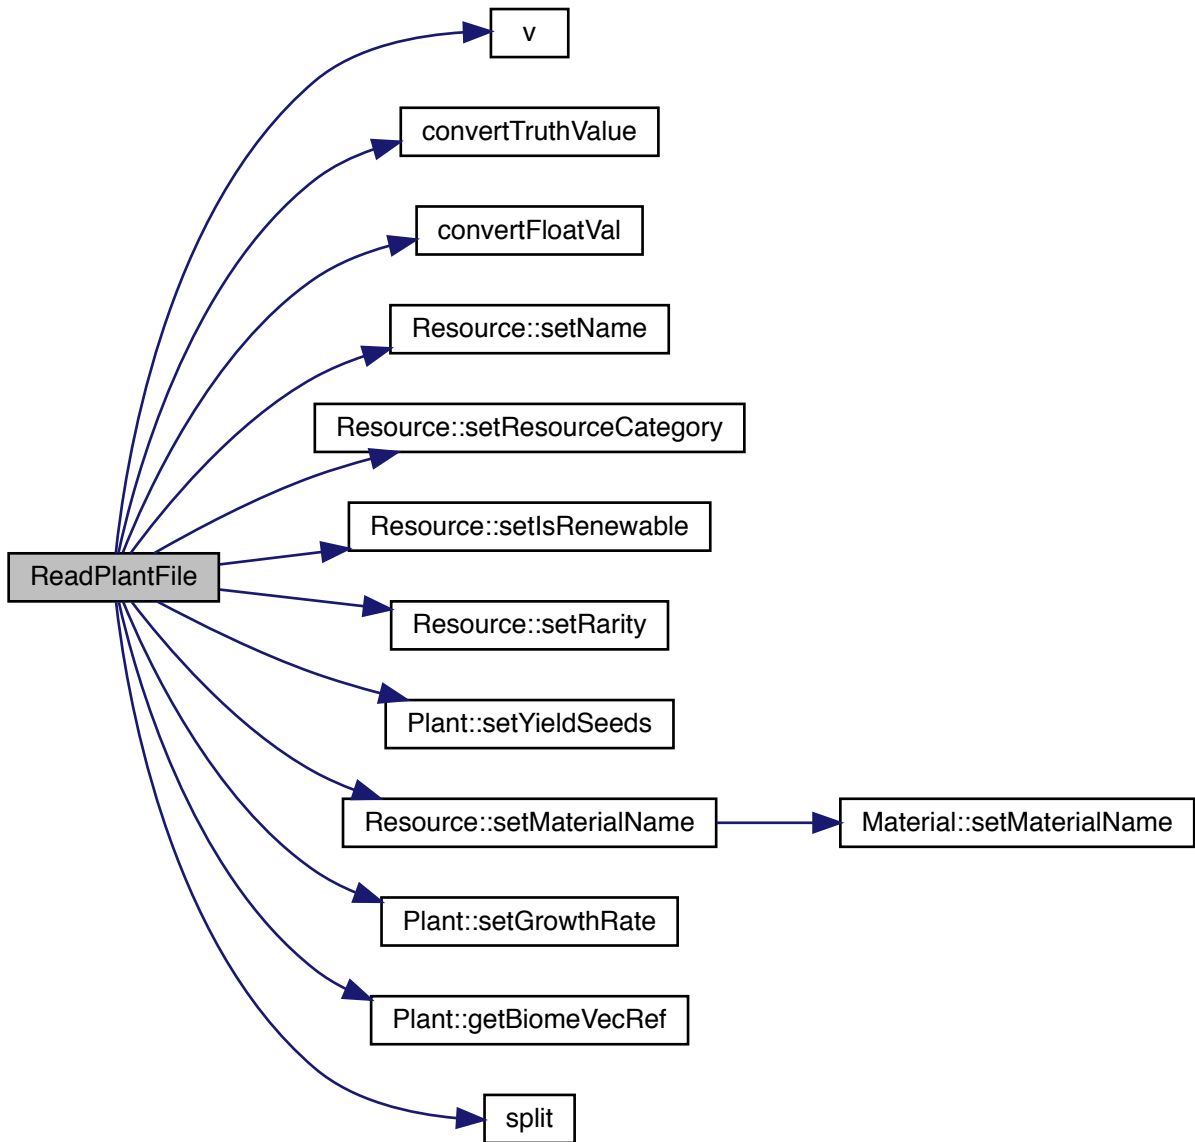 v
convertTruthValue
convertFloatVal
Resource::setName
Resource::setResourceCategory
Resource::setIsRenewable
ReadPlantFile
Resource::setRarity
Plant::setYieldSeeds
Resource::setMaterialName
Material::setMaterialName
Plant::setGrowthRate
Plant::getBiomeVecRef
split